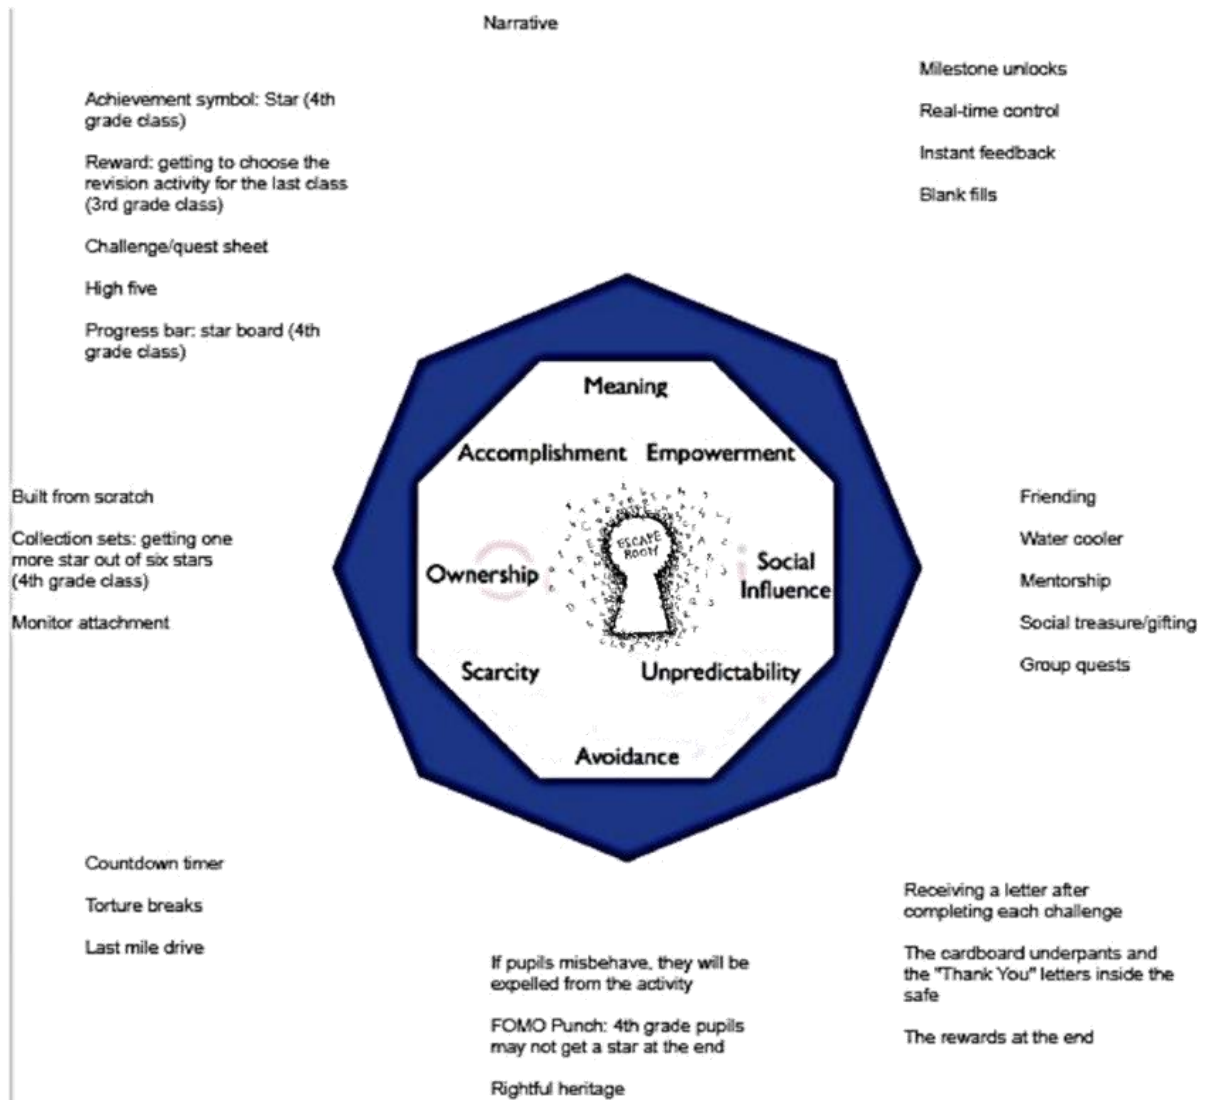 Narrative
Milestone unlocks
Real-time control
Instant feedback
Blank fills
Achievement symbol: Star (4th
grade class)
Reward: getting to choose the
revision activity for the last class
(3rd grade class)
Challenge/quest sheet
High five
Progress bar: star board (4th
grade class)
Meaning
Accomplishment
Empowerment
ESCAPE
ROOM
Ownership
Social
Influence
Scarcity
Unpredictability
Avoidance
Built from scratch
Collection sets: getting one
more star out of six stars
(4th grade class)
Monitor attachment
Friending
Water cooler
Mentorship
Social treasure/gifting
Group quests
Countdown timer
Torture breaks
Last mile drive
If pupils misbehave, they will be
expelled from the activity
FOMO Punch: 4th grade pupils
may not get a star at the end
Rightful heritage
Receiving a letter after
completing each challenge
The cardboard underpants and
the "Thank You" letters inside the
safe
The rewards at the end